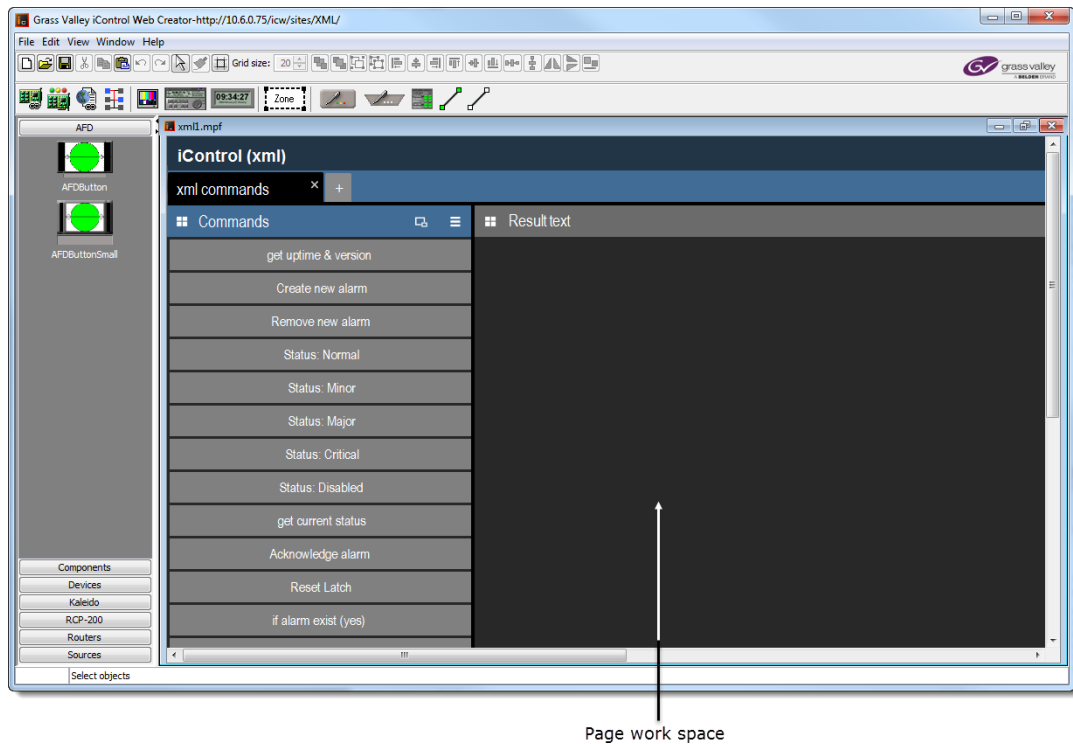 Grass Valley iControl Web Creator-http://10.6.0.75/icw/sites/XML/
File Edit View Window Help
Grid size: 20
grass valley
A BELDEN BRAND
09:34:27
Zone
AFD
AFDButton
AFDButtonSmall
Components
Devices
Kaleido
RCP-200
Routers
Sources
xml1.mpf
iControl (xml)
xml commands × +
Commands
Result text
get uptime & version
Create new alarm
Remove new alarm
Status: Normal
Status: Minor
Status: Major
Status: Critical
Status: Disabled
get current status
Acknowledge alarm
Reset Latch
if alarm exist (yes)
Select objects
Page work space